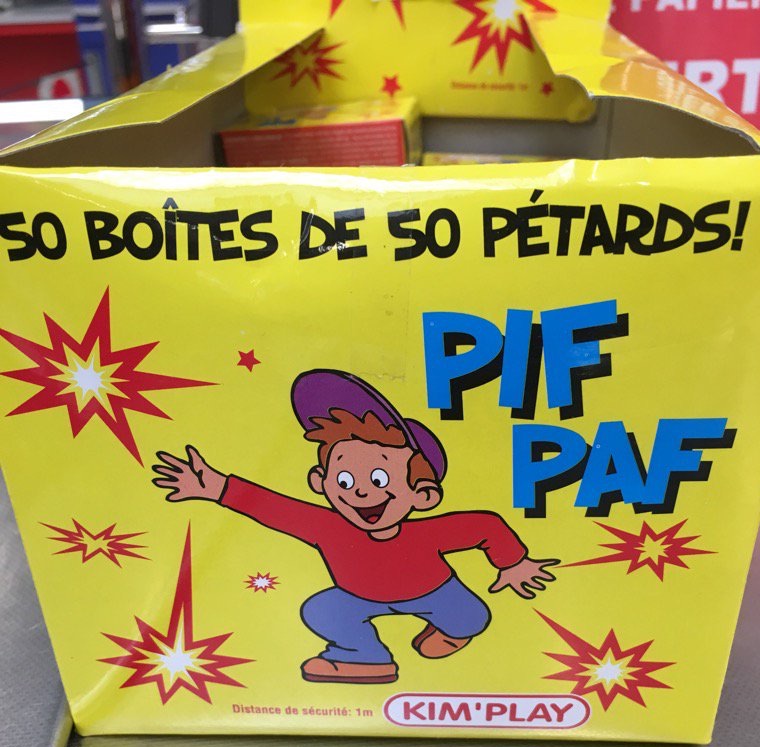 50 BOÎTES DE 50 PÉTARDS!
PIF
PAF
Distance de sécurité: 1m
KIM'PLAY